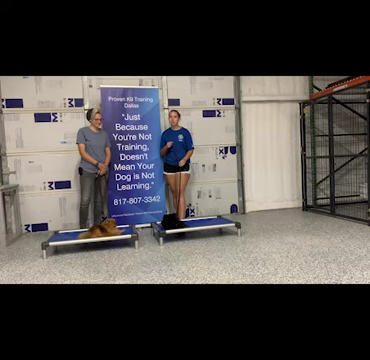 Proven K9 Training
Dallas
"Just
Because
You're Not
Training,
Doesn't
Mean Your
Dog is Not
Learning."
817-807-3342